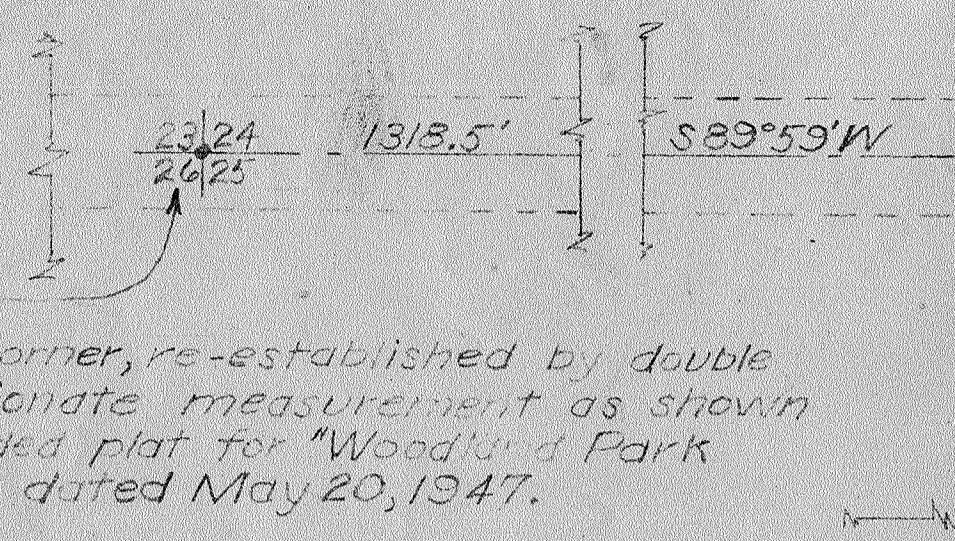 23 24
26 25
1318.5'
S89°59'W
orner, re-established by double
ionate measurement as shown
ded plat for "Woodland Park
dated May 20, 1947.